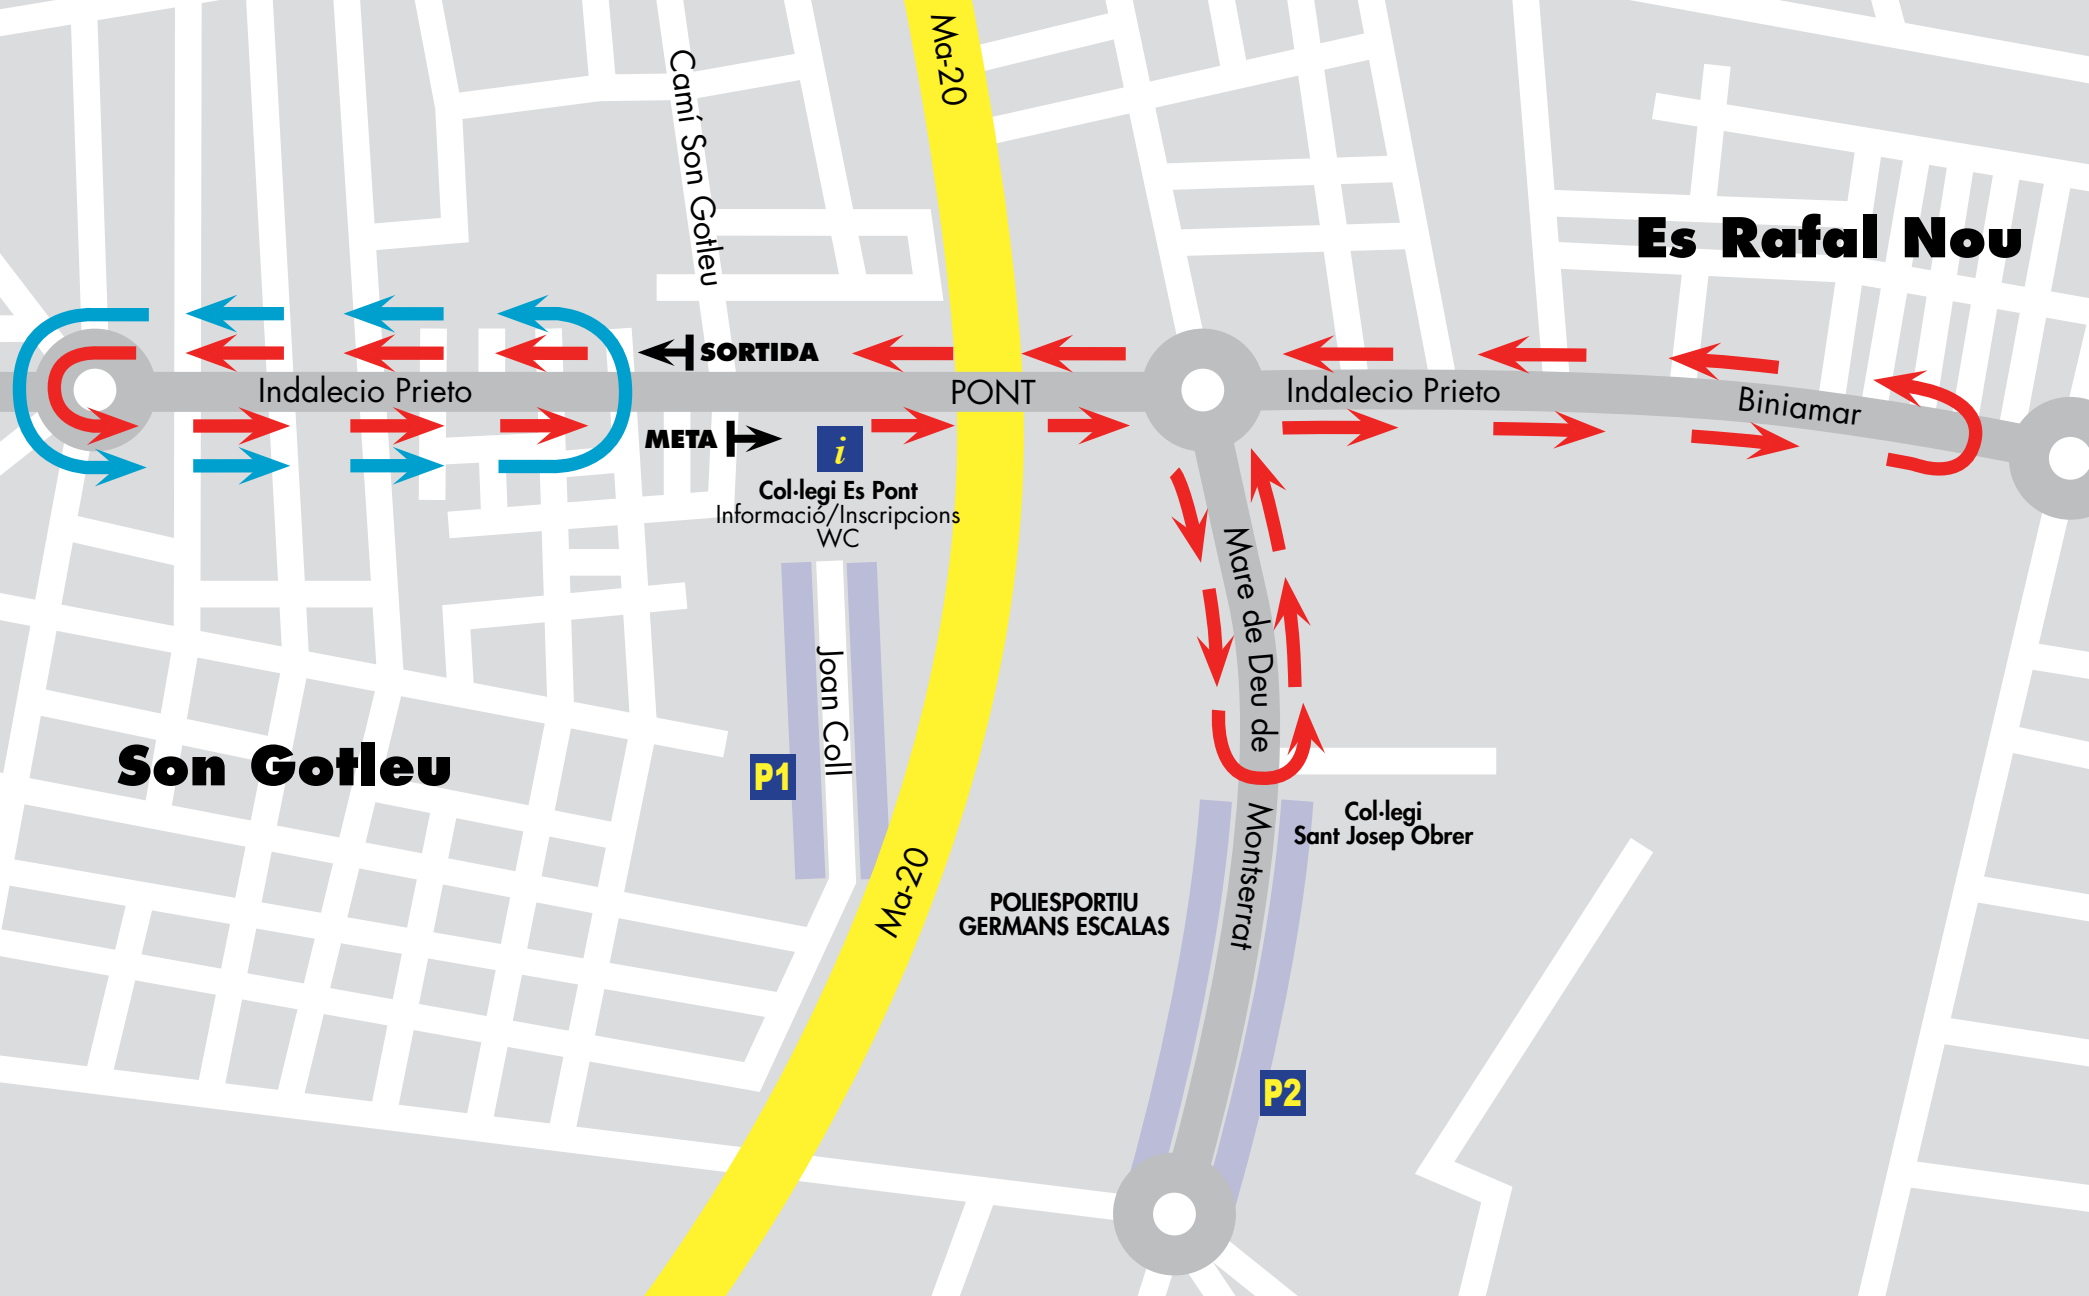 Ma-20
Camí Son Gotleu
Es Rafal Nou
SORTIDA
Indalecio Prieto
PONT
Indalecio Prieto
Biniamar
META
i
Col·legi Es Pont
Informació/Inscripcions
WC
Mare de Deu de
Montserrat
Joan Coll
Son Gotleu
P1
Col·legi
Sant Josep Obrer
Ma-20
POLIESPORTIU
GERMANS ESCALAS
P2